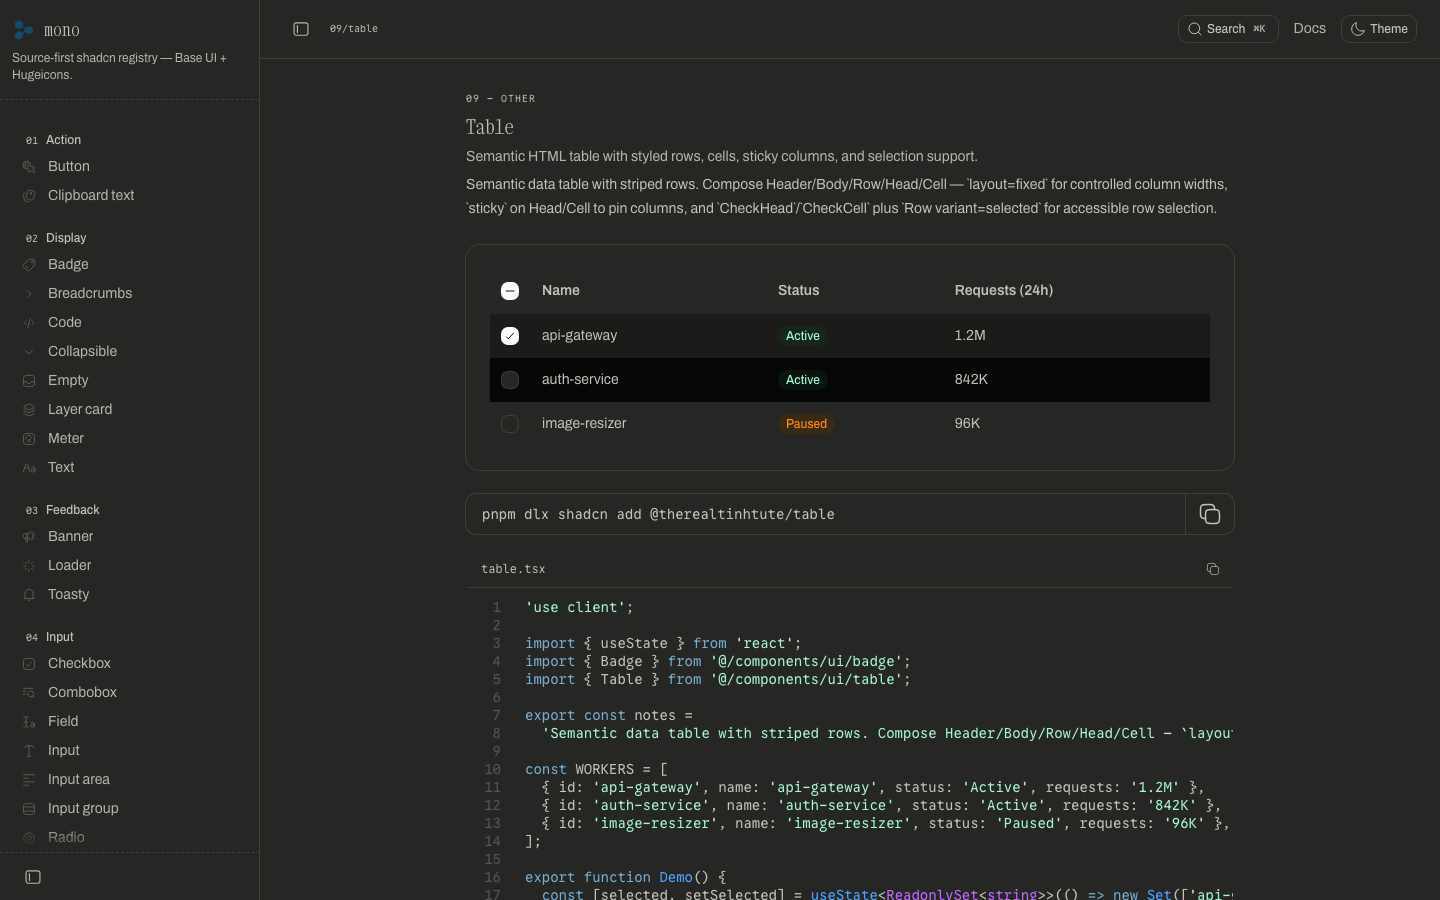 mono
Source-first shadcn registry — Base UI +
Hugeicons.
01 Action
Button
Clipboard text
02 Display
Badge
Breadcrumbs
Code
Collapsible
Empty
Layer card
Meter
Text
03 Feedback
Banner
Loader
Toasty
04 Input
Checkbox
Combobox
Field
Input
Input area
Input group
Radio
09/table
Search ⌘K
Docs
Theme
09 — OTHER
Table
Semantic HTML table with styled rows, cells, sticky columns, and selection support.
Semantic data table with striped rows. Compose Header/Body/Row/Head/Cell — `layout=fixed` for controlled column widths,
`sticky` on Head/Cell to pin columns, and `CheckHead`/`CheckCell` plus `Row variant=selected` for accessible row selection.
Name Status Requests (24h)
api-gateway Active 1.2M
auth-service Active 842K
image-resizer Paused 96K
pnpm dlx shadcn add @therealtinhtute/table
table.tsx
1 'use client';
2
3 import { useState } from 'react';
4 import { Badge } from '@/components/ui/badge';
5 import { Table } from '@/components/ui/table';
6
7 export const notes =
8 'Semantic data table with striped rows. Compose Header/Body/Row/Head/Cell — `layout
9
10 const WORKERS = [
11 { id: 'api-gateway', name: 'api-gateway', status: 'Active', requests: '1.2M' },
12 { id: 'auth-service', name: 'auth-service', status: 'Active', requests: '842K' },
13 { id: 'image-resizer', name: 'image-resizer', status: 'Paused', requests: '96K' },
14 ];
15
16 export function Demo() {
17 const [selected, setSelected] = useState<ReadonlySet<string>>(() => new Set(['api-